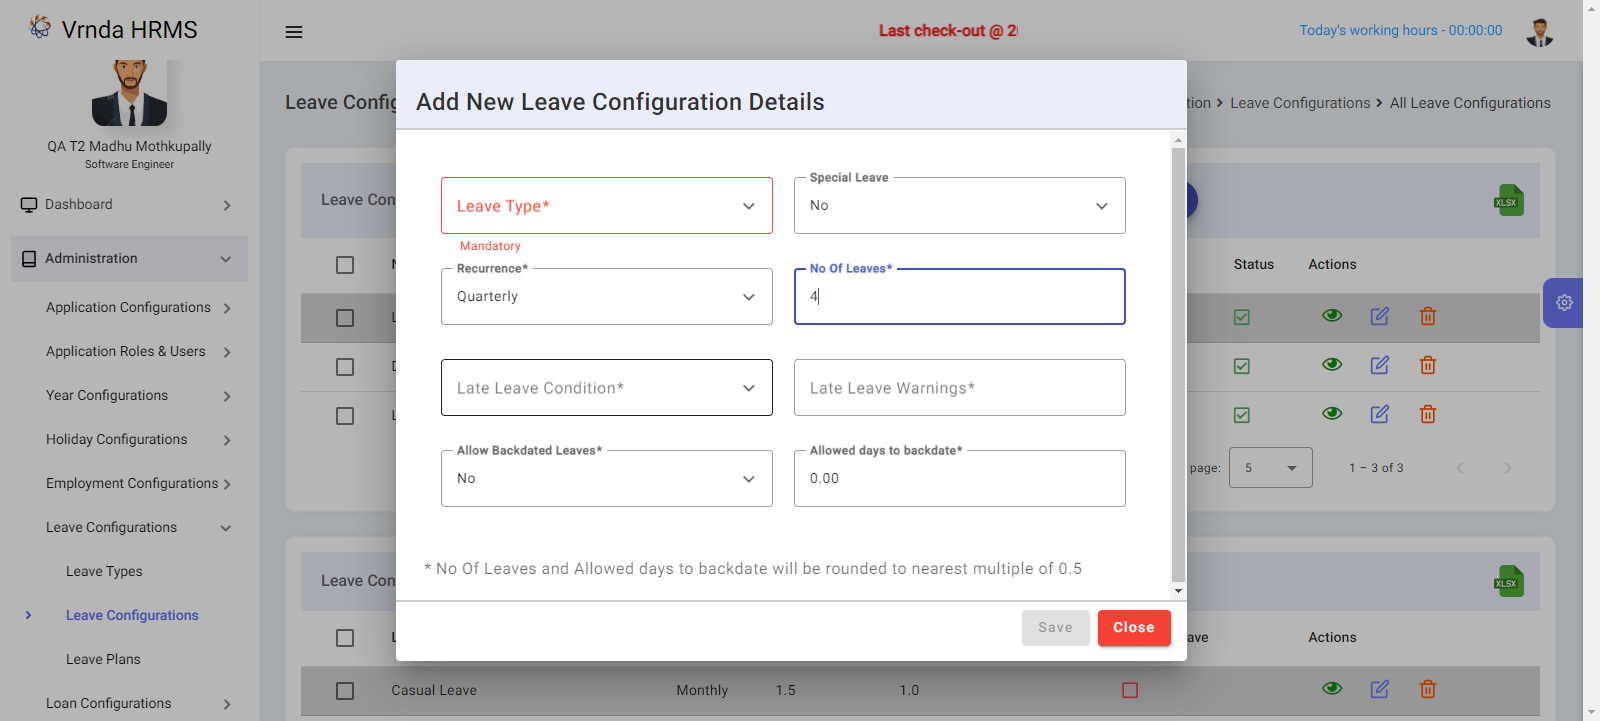 Vrnda HRMS
Last check-out @ 2
Today's working hours - 00:00:00
QA T2 Madhu Mothkupally
Software Engineer
Dashboard
Administration
Application Configurations
Application Roles & Users
Year Configurations
Holiday Configurations
Employment Configurations
Leave Configurations
Leave Types
Leave Configurations
Leave Plans
Loan Configurations
Leave Config
tion > Leave Configurations > All Leave Configurations
Leave Con
XLSX
Status Actions
page: 5 1 – 3 of 3
Leave Con
XLSX
ave Actions
Casual Leave Monthly 1.5 1.0
Add New Leave Configuration Details
Leave Type*
Mandatory
Special Leave
No
Recurrence*
Quarterly
No Of Leaves*
4
Late Leave Condition*
Late Leave Warnings*
Allow Backdated Leaves*
No
Allowed days to backdate*
0.00
* No Of Leaves and Allowed days to backdate will be rounded to nearest multiple of 0.5
Save
Close